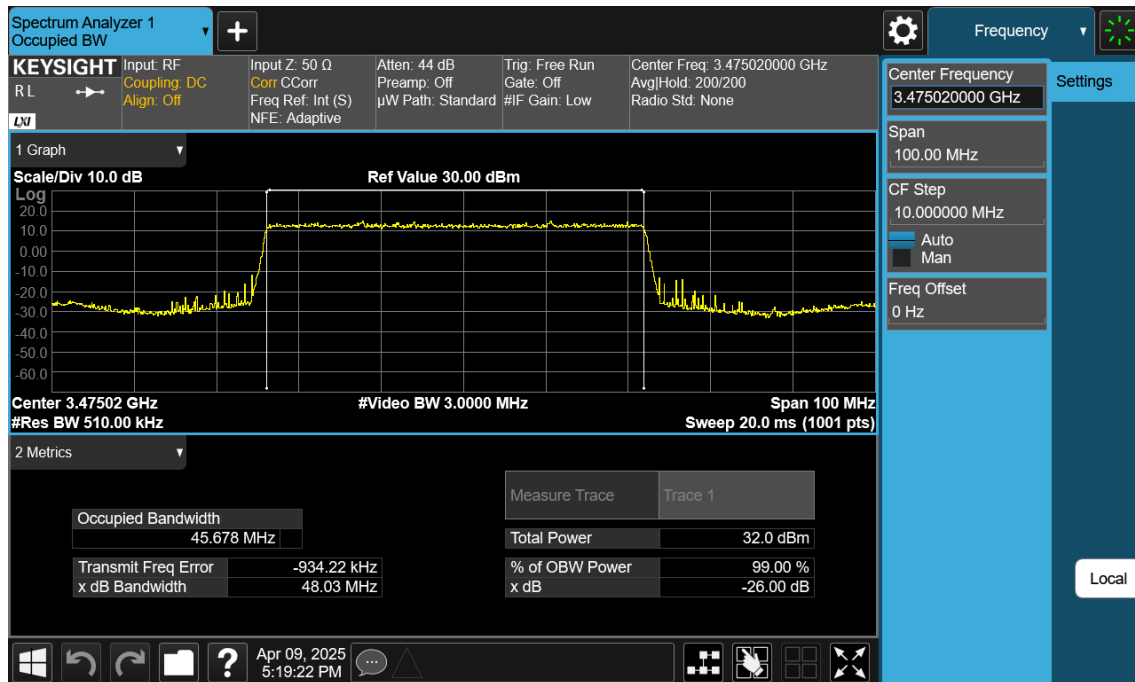 Spectrum Analyzer 1
Occupied BW
Frequency
KEYSIGHT
R L
LXI
Input: RF
Coupling: DC
Align: Off
Input Z: 50 Ω
Corr CCorr
Freq Ref: Int (S)
NFE: Adaptive
Atten: 44 dB
Preamp: Off
µW Path: Standard
Trig: Free Run
Gate: Off
#IF Gain: Low
Center Freq: 3.475020000 GHz
Avg|Hold: 200/200
Radio Std: None
Center Frequency
3.475020000 GHz
Settings
Span
100.00 MHz
CF Step
10.000000 MHz
Auto
Man
Freq Offset
0 Hz
Local
1 Graph
Scale/Div 10.0 dB
Ref Value 30.00 dBm
Log
20.0
10.0
0.00
-10.0
-20.0
-30.0
-40.0
-50.0
-60.0
Center 3.47502 GHz
#Video BW 3.0000 MHz
Span 100 MHz
#Res BW 510.00 kHz
Sweep 20.0 ms (1001 pts)
2 Metrics
Measure Trace Trace 1
Occupied Bandwidth
45.678 MHz
Total Power 32.0 dBm
Transmit Freq Error -934.22 kHz
% of OBW Power 99.00 %
x dB Bandwidth 48.03 MHz
x dB -26.00 dB
?
Apr 09, 2025
5:19:22 PM